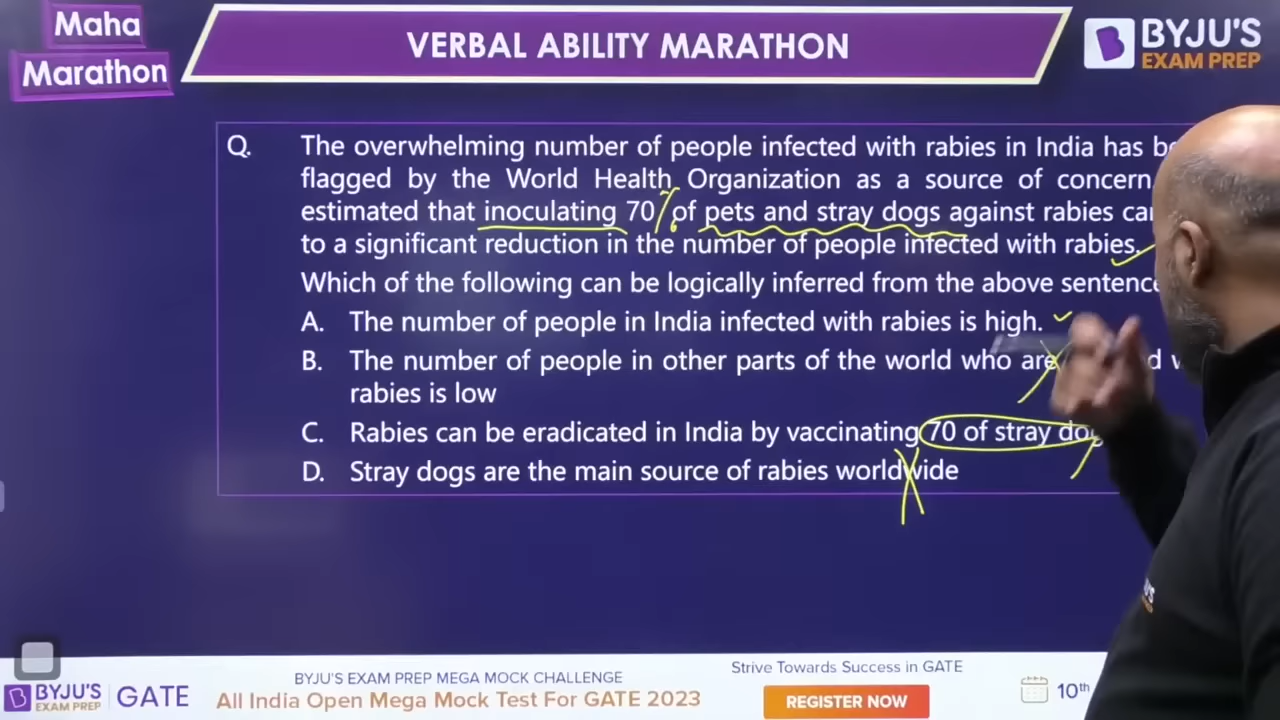 Maha
Marathon
VERBAL ABILITY MARATHON
BYJU'S
EXAM PREP
Q. The overwhelming number of people infected with rabies in India has
flagged by the World Health Organization as a source of concern
estimated that inoculating 70% of pets and stray dogs against rabies
to a significant reduction in the number of people infected with rabies.
Which of the following can be logically inferred from the above
A. The number of people in India infected with rabies is high.
B. The number of people in other parts of the world who are
rabies is low
C. Rabies can be eradicated in India by vaccinating 70 of stray
D. Stray dogs are the main source of rabies worldwide
BYJU'S EXAM PREP MEGA MOCK CHALLENGE
All India Open Mega Mock Test For GATE 2023
Strive Towards Success in GATE
REGISTER NOW
10th
BYJU'S
EXAM PREP
GATE